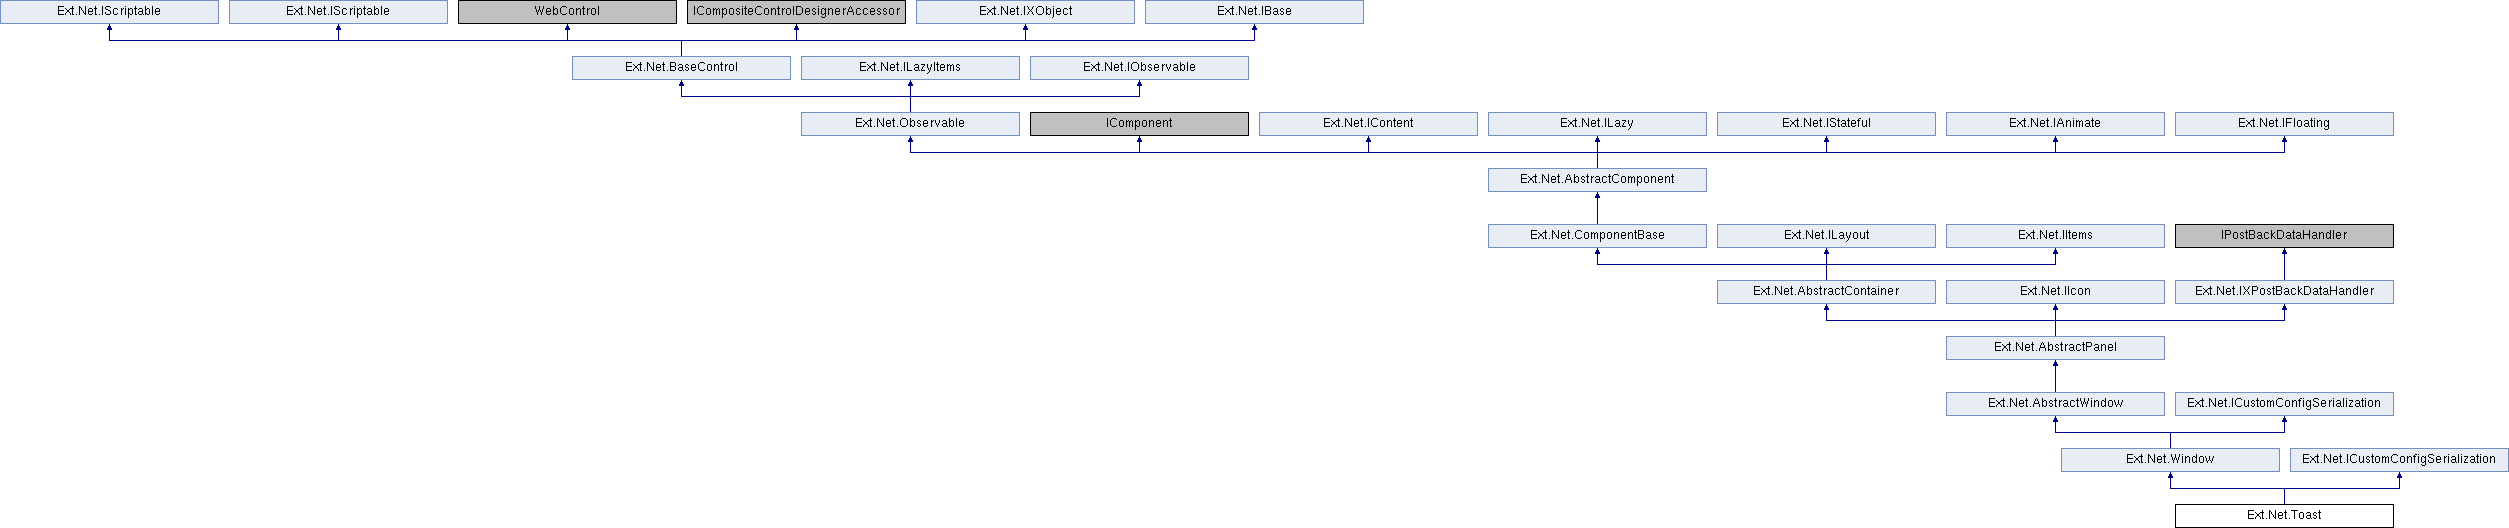 Ext.Net.IScriptable
Ext.Net.IScriptable
WebControl
ICompositeControlDesignerAccessor
Ext.Net.IXObject
Ext.Net.IBase
Ext.Net.BaseControl
Ext.Net.ILazyItems
Ext.Net.IObservable
Ext.Net.Observable
IComponent
Ext.Net.IContent
Ext.Net.ILazy
Ext.Net.IStateful
Ext.Net.IAnimate
Ext.Net.IFloating
Ext.Net.AbstractComponent
Ext.Net.ComponentBase
Ext.Net.ILayout
Ext.Net.IItems
IPostBackDataHandler
Ext.Net.AbstractContainer
Ext.Net.IIcon
Ext.Net.IXPostBackDataHandler
Ext.Net.AbstractPanel
Ext.Net.AbstractWindow
Ext.Net.ICustomConfigSerialization
Ext.Net.Window
Ext.Net.ICustomConfigSerialization
Ext.Net.Toast